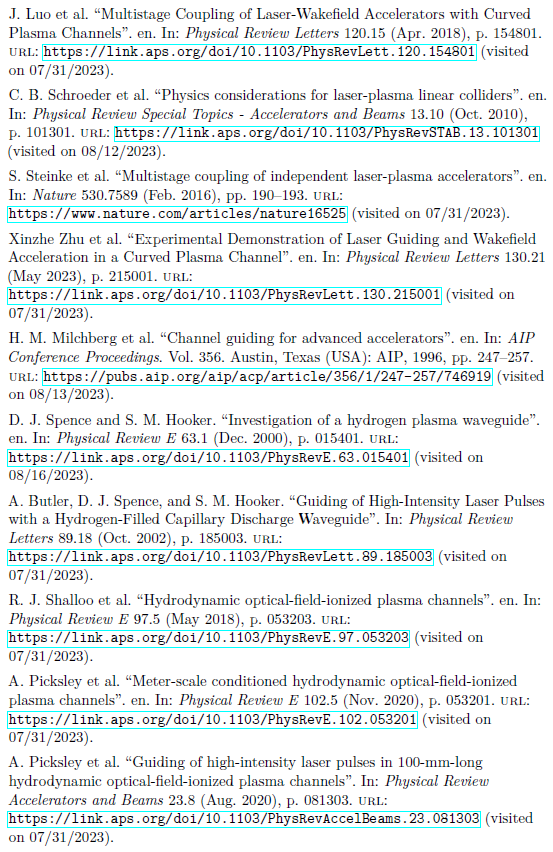 J. Luo et al. “Multistage Coupling of Laser-Wakefield Accelerators with Curved
Plasma Channels”. en. In: Physical Review Letters 120.15 (Apr. 2018), p. 154801.
URL: https://link.aps.org/doi/10.1103/PhysRevLett.120.154801 (visited
on 07/31/2023).
C. B. Schroeder et al. “Physics considerations for laser-plasma linear colliders”. en.
In: Physical Review Special Topics - Accelerators and Beams 13.10 (Oct. 2010),
p. 101301. URL: https://link.aps.org/doi/10.1103/PhysRevSTAB.13.101301
(visited on 08/12/2023).
S. Steinke et al. “Multistage coupling of independent laser-plasma accelerators”. en.
In: Nature 530.7589 (Feb. 2016), pp. 190–193. URL:
https://www.nature.com/articles/nature16525 (visited on 07/31/2023).
Xinzhe Zhu et al. “Experimental Demonstration of Laser Guiding and Wakefield
Acceleration in a Curved Plasma Channel”. en. In: Physical Review Letters 130.21
(May 2023), p. 215001. URL:
https://link.aps.org/doi/10.1103/PhysRevLett.130.215001 (visited on
07/31/2023).
H. M. Milchberg et al. “Channel guiding for advanced accelerators”. en. In: AIP
Conference Proceedings. Vol. 356. Austin, Texas (USA): AIP, 1996, pp. 247–257.
URL: https://pubs.aip.org/aip/acp/article/356/1/247-257/746919 (visited
on 08/13/2023).
D. J. Spence and S. M. Hooker. “Investigation of a hydrogen plasma waveguide”.
en. In: Physical Review E 63.1 (Dec. 2000), p. 015401. URL:
https://link.aps.org/doi/10.1103/PhysRevE.63.015401 (visited on
08/16/2023).
A. Butler, D. J. Spence, and S. M. Hooker. “Guiding of High-Intensity Laser Pulses
with a Hydrogen-Filled Capillary Discharge Waveguide”. In: Physical Review
Letters 89.18 (Oct. 2002), p. 185003. URL:
https://link.aps.org/doi/10.1103/PhysRevLett.89.185003 (visited on
07/31/2023).
R. J. Shalloo et al. “Hydrodynamic optical-field-ionized plasma channels”. en. In:
Physical Review E 97.5 (May 2018), p. 053203. URL:
https://link.aps.org/doi/10.1103/PhysRevE.97.053203 (visited on
07/31/2023).
A. Picksley et al. “Meter-scale conditioned hydrodynamic optical-field-ionized
plasma channels”. en. In: Physical Review E 102.5 (Nov. 2020), p. 053201. URL:
https://link.aps.org/doi/10.1103/PhysRevE.102.053201 (visited on
07/31/2023).
A. Picksley et al. “Guiding of high-intensity laser pulses in 100-mm-long
hydrodynamic optical-field-ionized plasma channels”. In: Physical Review
Accelerators and Beams 23.8 (Aug. 2020), p. 081303. URL:
https://link.aps.org/doi/10.1103/PhysRevAccelBeams.23.081303 (visited
on 07/31/2023).